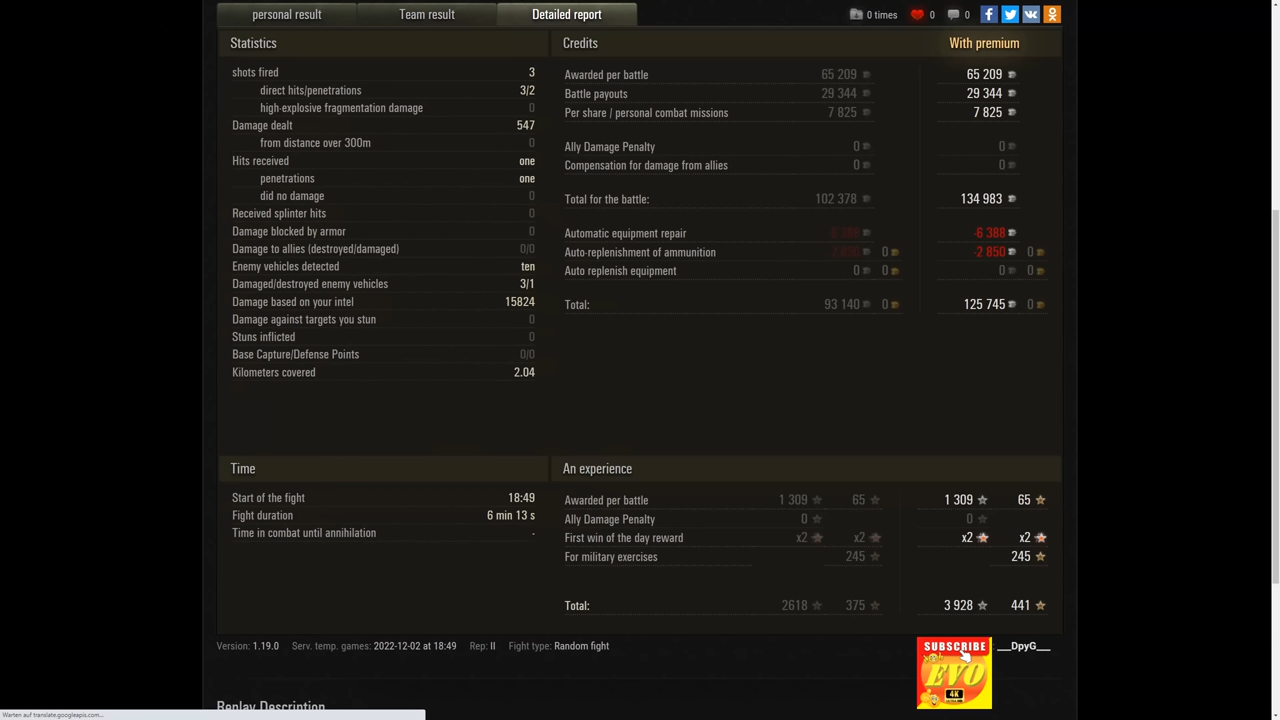 personal result Team result Detailed report 0 times 0 0
Statistics
shots fired 3
direct hits/penetrations 3/2
high-explosive fragmentation damage 0
Damage dealt 547
from distance over 300m 0
Hits received one
penetrations one
did no damage 0
Received splinter hits 0
Damage blocked by armor 0
Damage to allies (destroyed/damaged) 0/0
Enemy vehicles detected ten
Damaged/destroyed enemy vehicles 3/1
Damage based on your intel 15824
Damage against targets you stun 0
Stuns inflicted 0
Base Capture/Defense Points 0/0
Kilometers covered 2.04
Credits With premium
Awarded per battle 65 209 65 209
Battle payouts 29 344 29 344
Per share / personal combat missions 7 825 7 825
Ally Damage Penalty 0 0
Compensation for damage from allies 0 0
Total for the battle: 102 378 134 983
Automatic equipment repair -6 388
Auto-replenishment of ammunition 0 -2 850 0
Auto replenish equipment 0 0 0 0
Total: 93 140 0 125 745 0
Time
Start of the fight 18:49
Fight duration 6 min 13 s
Time in combat until annihilation -
An experience
Awarded per battle 1 309 65 1 309 65
Ally Damage Penalty 0 0
First win of the day reward x2 x2 x2 x2
For military exercises 245 245
Total: 2618 375 3 928 441
Version: 1.19.0 Serv. temp. games: 2022-12-02 at 18:49 Rep: II Fight type: Random fight ___DpyG___
SUBSCRIBE
EVO
4K
Replay Description
Warten auf translate.googleapis.com...